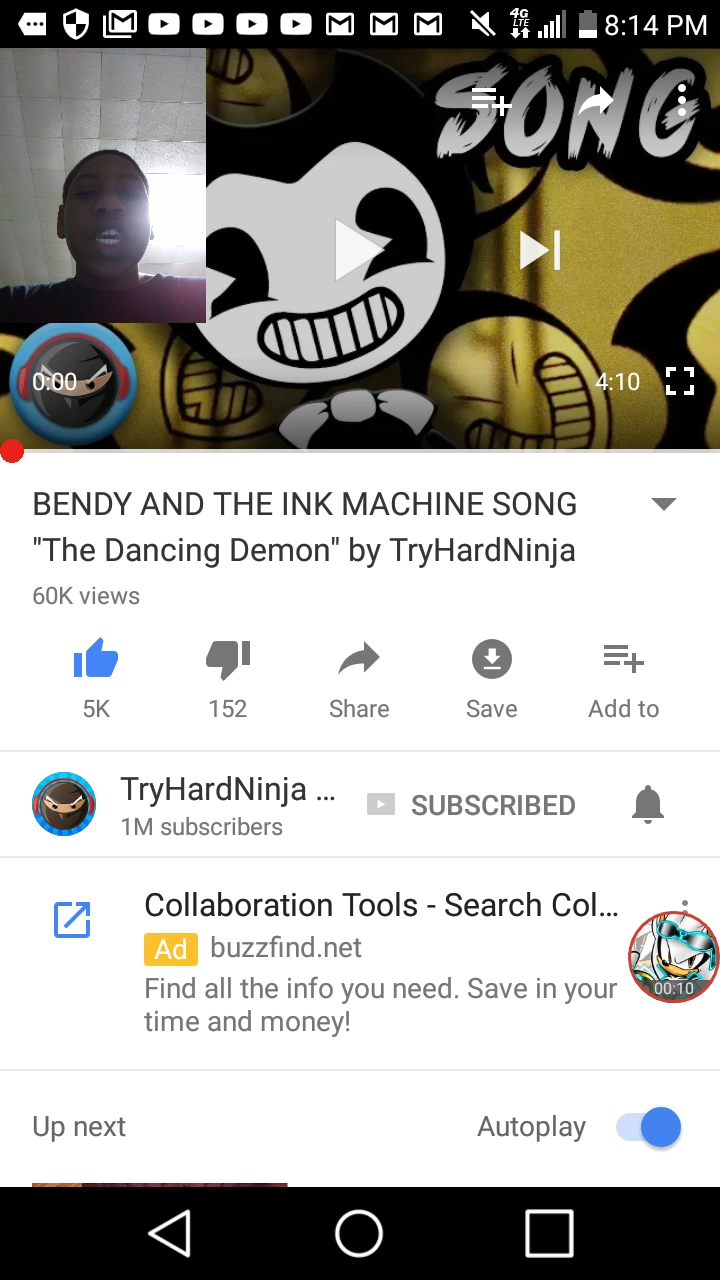 4G
LTE
8:14 PM
SONG
0:00
4:10
BENDY AND THE INK MACHINE SONG
"The Dancing Demon" by TryHardNinja
60K views
5K
152
Share
Save
Add to
TryHardNinja ...
SUBSCRIBED
1M subscribers
Collaboration Tools - Search Col...
Ad buzzfind.net
Find all the info you need. Save in your
time and money!
00:10
Up next
Autoplay